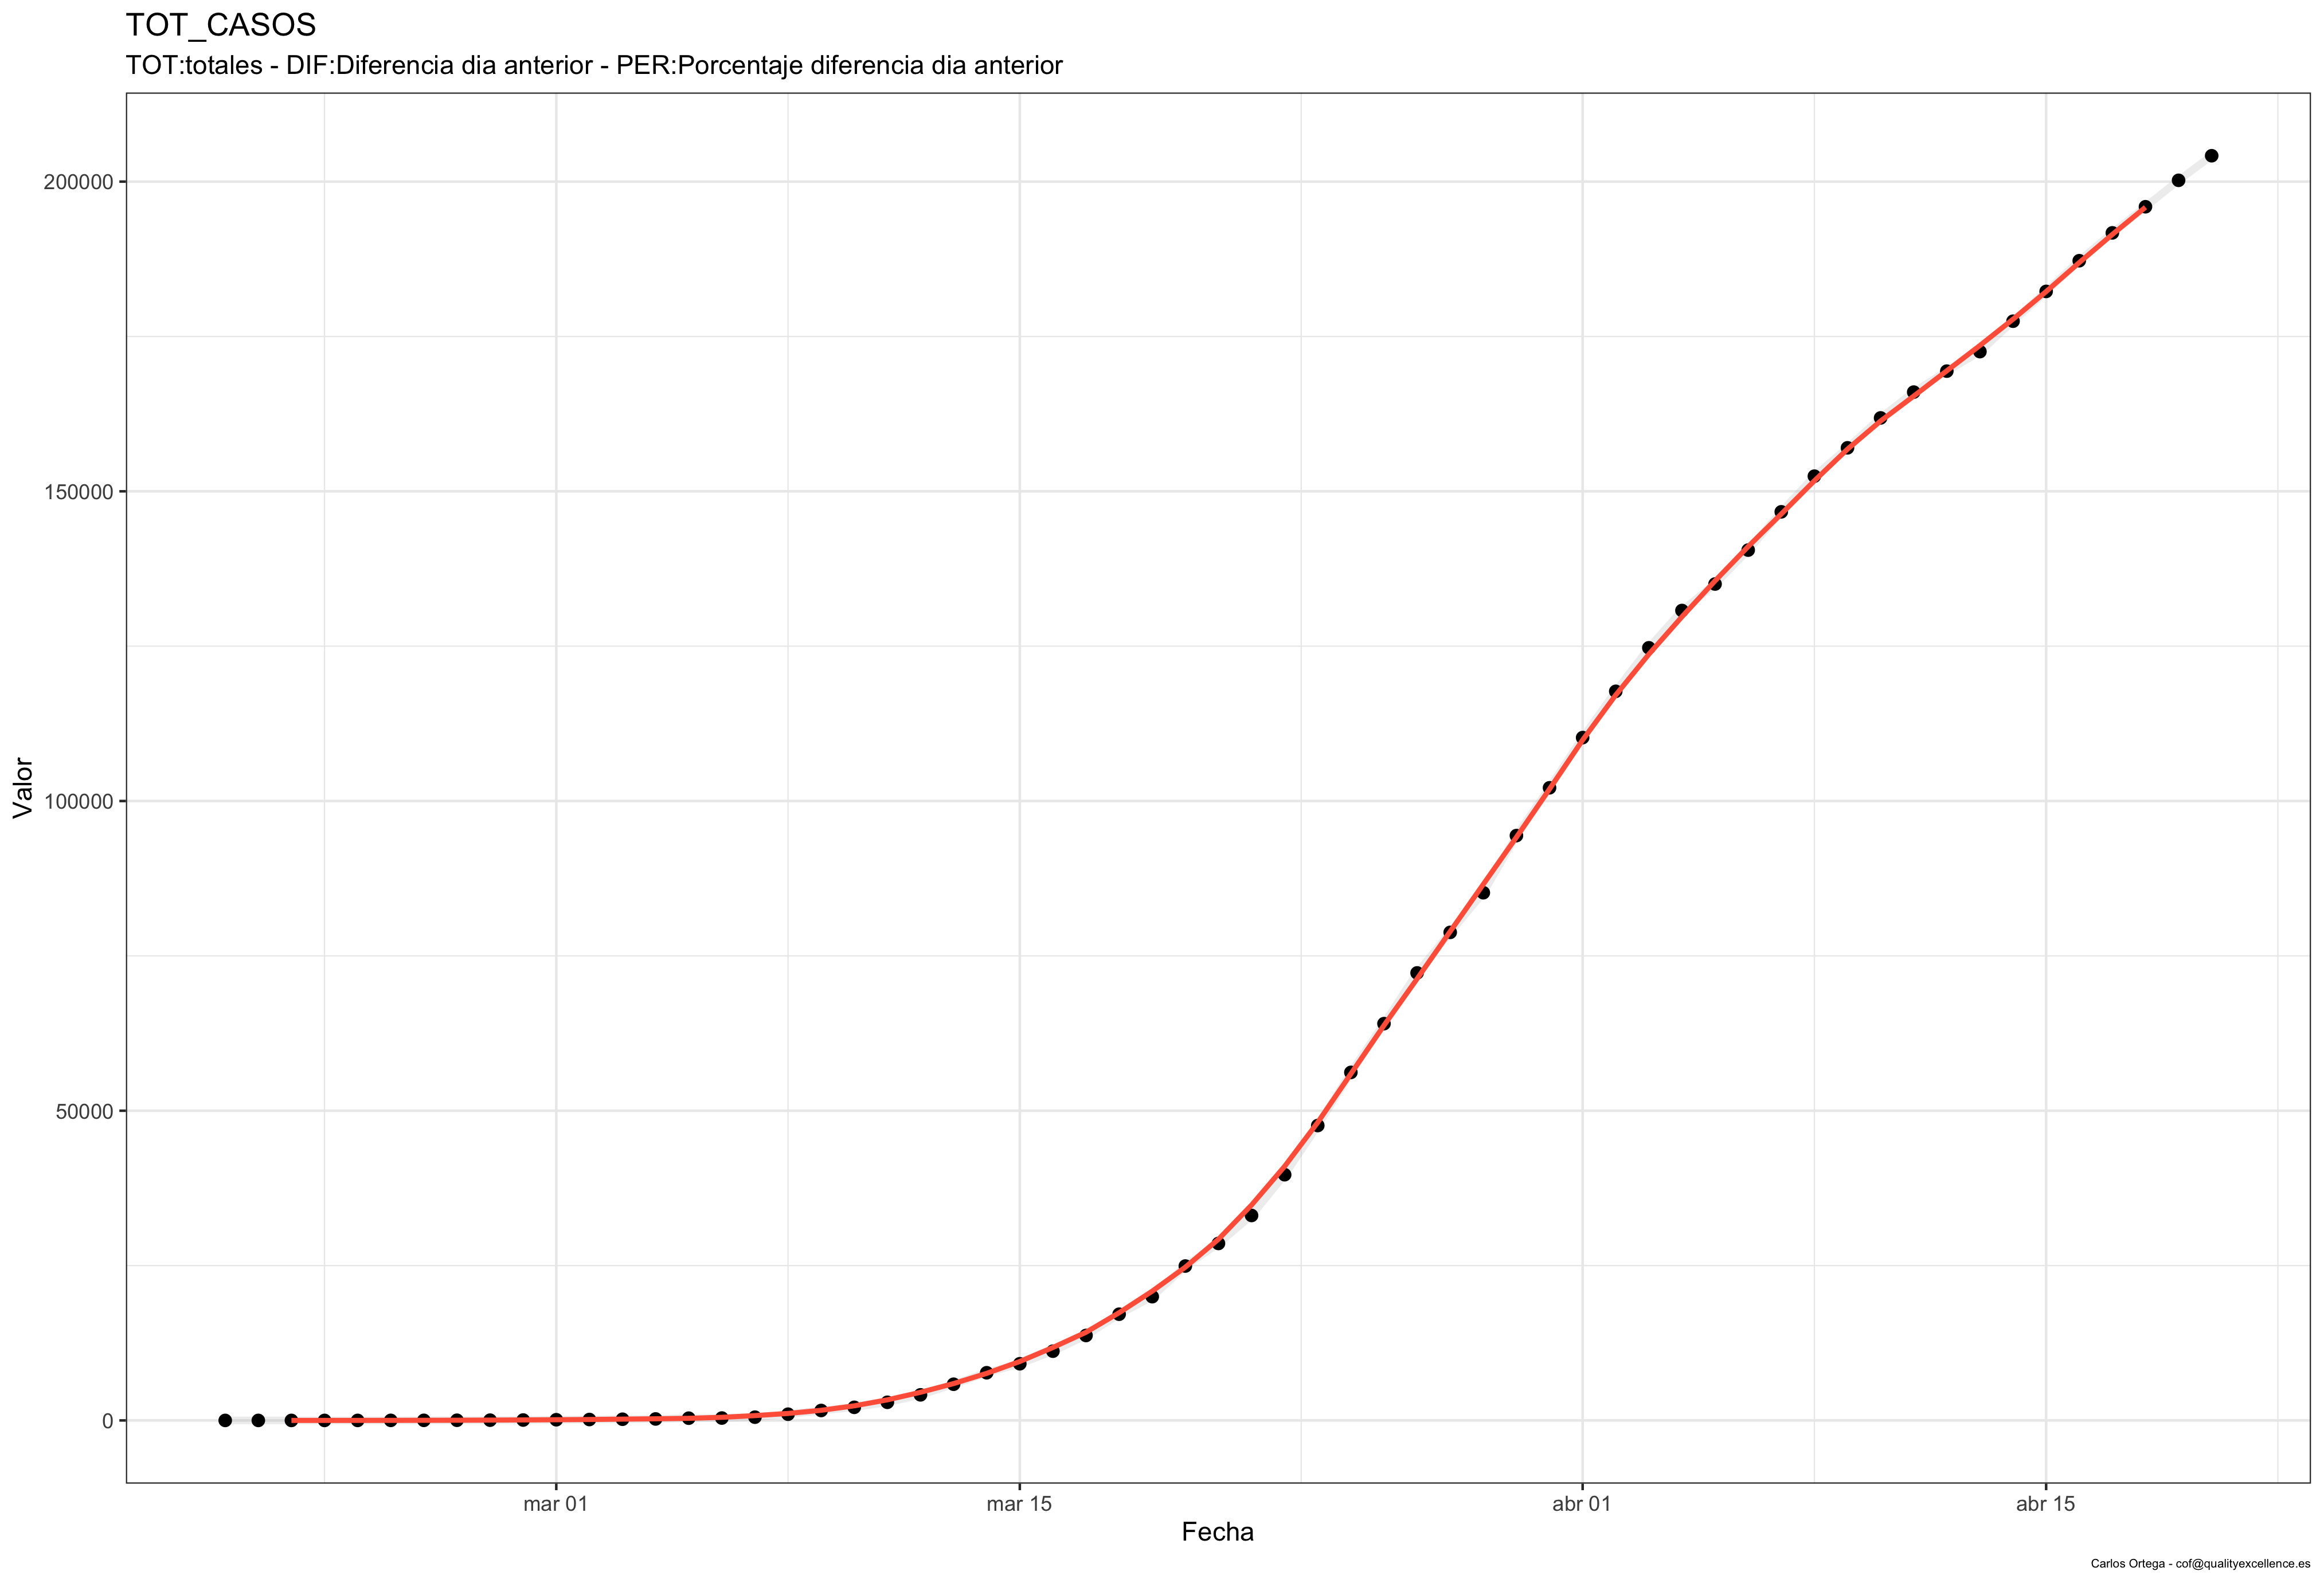 TOT_CASOS
TOT:totales - DIF:Diferencia dia anterior - PER:Porcentaje diferencia dia anterior
Valor
200000
150000
100000
50000
0
mar 01
mar 15
abr 01
abr 15
Fecha
Carlos Ortega - cof@qualityexcellence.es